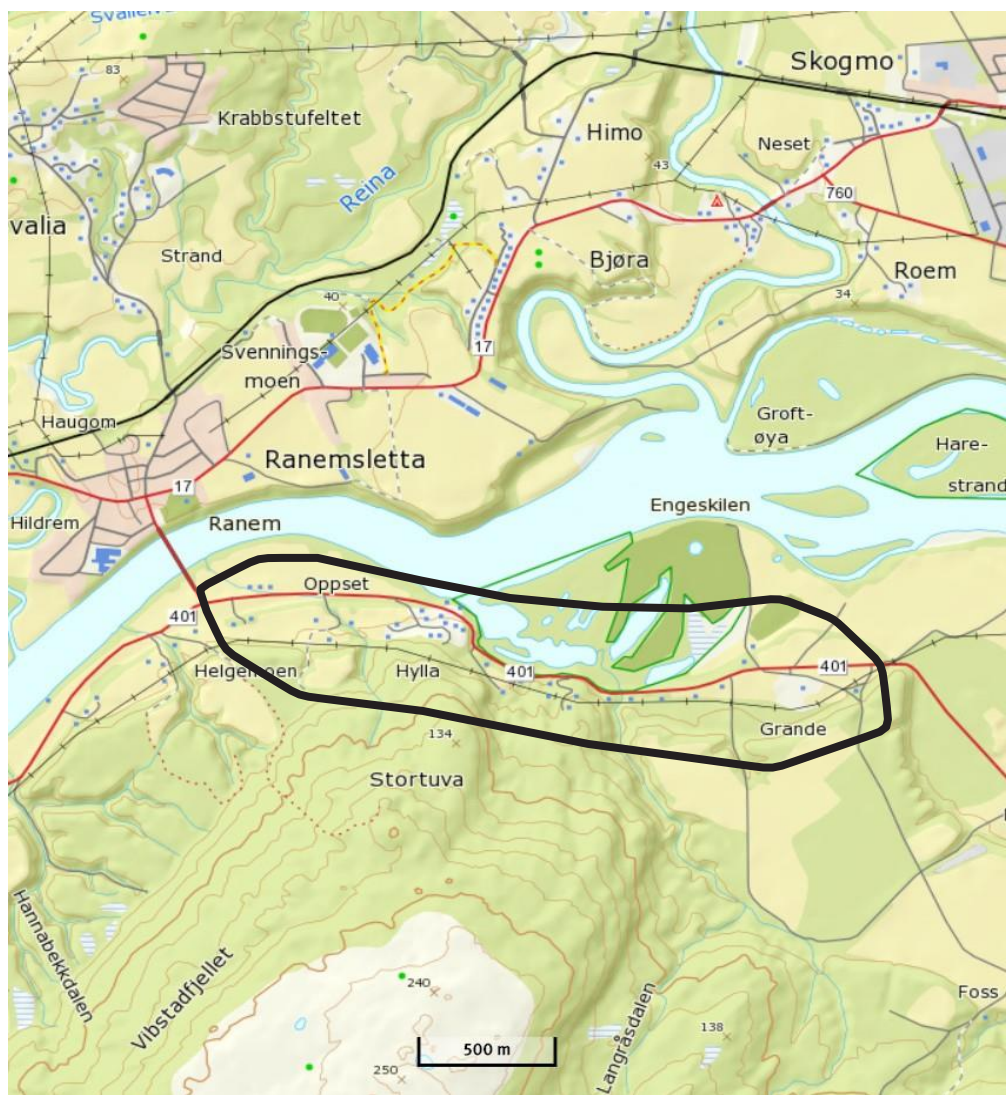 Svallelva
83
Skogmo
Krabbstufeltet
Himo
Neset
43
Reina
760
valia
Strand
Bjøra
Roem
40
34
Svennings-
moen
17
Haugom
Groft-
øya
Hare-
strand
Ranemsletta
17
Engeskilen
Hildrem
Ranem
Oppset
401
Helgemoen
Hylla
401
401
Grande
134
Stortuva
Hannabekkdalen
Vibstadfjellet
240
Foss
500 m
Langråsdalen
138
250